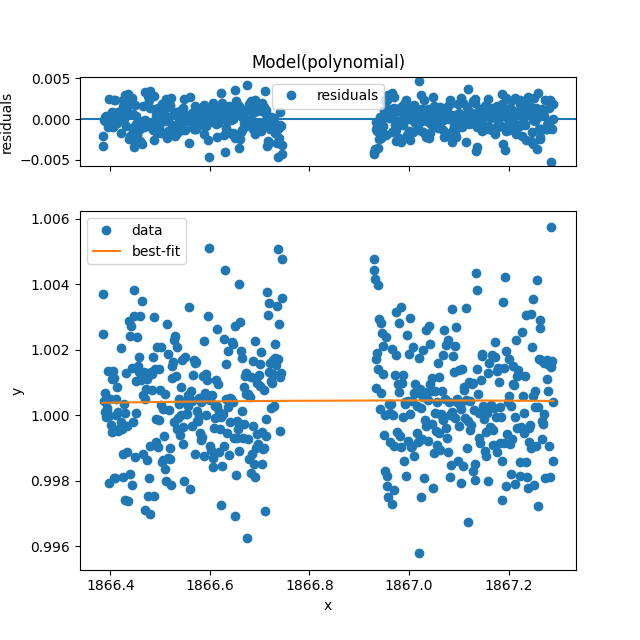 Model(polynomial)
residuals
0.005
0.000
−0.005
residuals
y
1.006
1.004
1.002
1.000
0.998
0.996
data
best-fit
1866.4
1866.6
1866.8
1867.0
1867.2
x